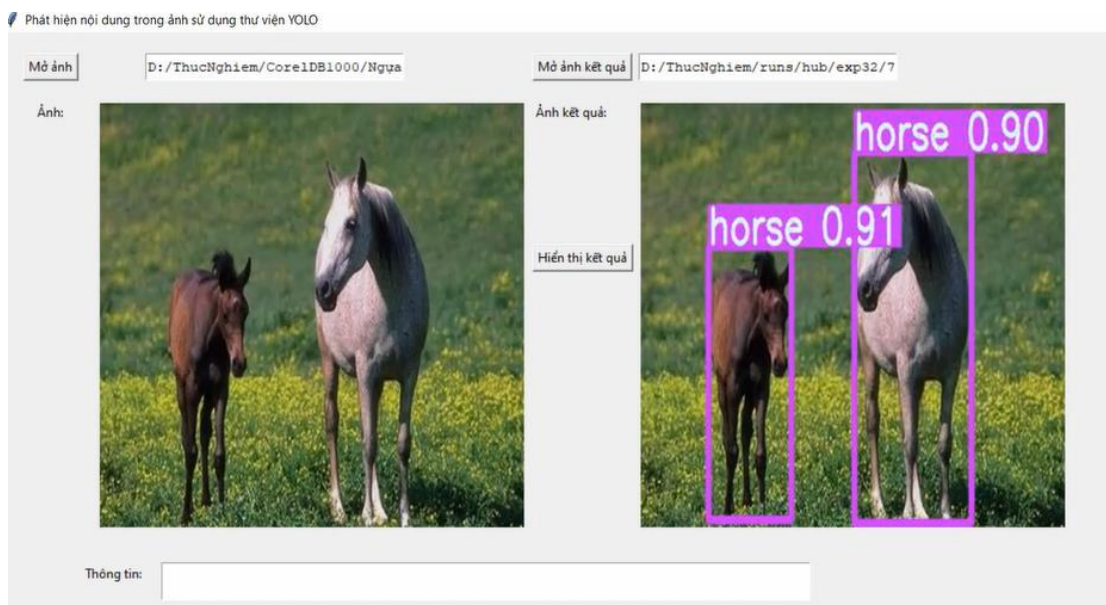 Phát hiện nội dung trong ảnh sử dụng thư viện YOLO
Mở ảnh
D:/ThucNghiem/CorelDB1000/Ngựa
Mở ảnh kết quả
D:/ThucNghiem/runs/hub/exp32/7
Ảnh:
Ảnh kết quả:
horse 0.90
horse 0.91
Hiển thị kết quả
Thông tin: